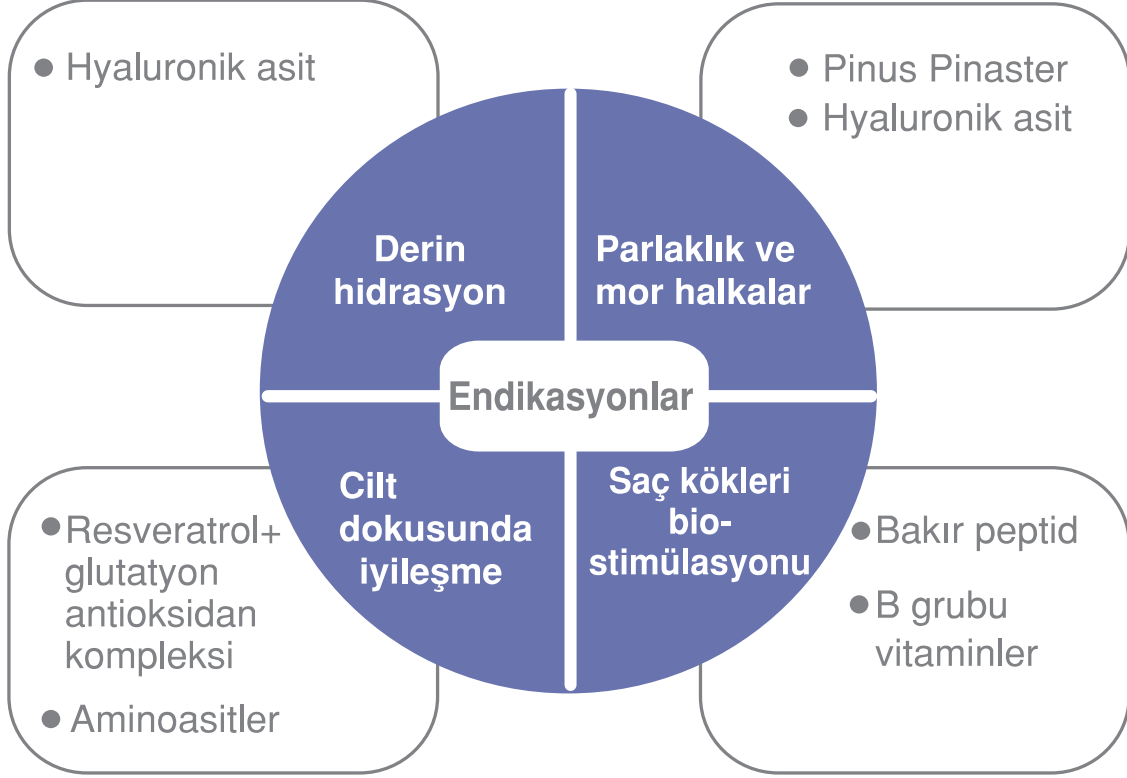 Hyaluronik asit
Pinus Pinaster
Hyaluronik asit
Derin
hidrasyon
Parlaklık ve
mor halkalar
Endikasyonlar
Cilt
dokusunda
iyileşme
Saç kökleri
bio-
stimülasyonu
Resveratrol+
glutatyon
antioksidan
kompleksi
Aminoasitler
Bakır peptid
B grubu
vitaminler